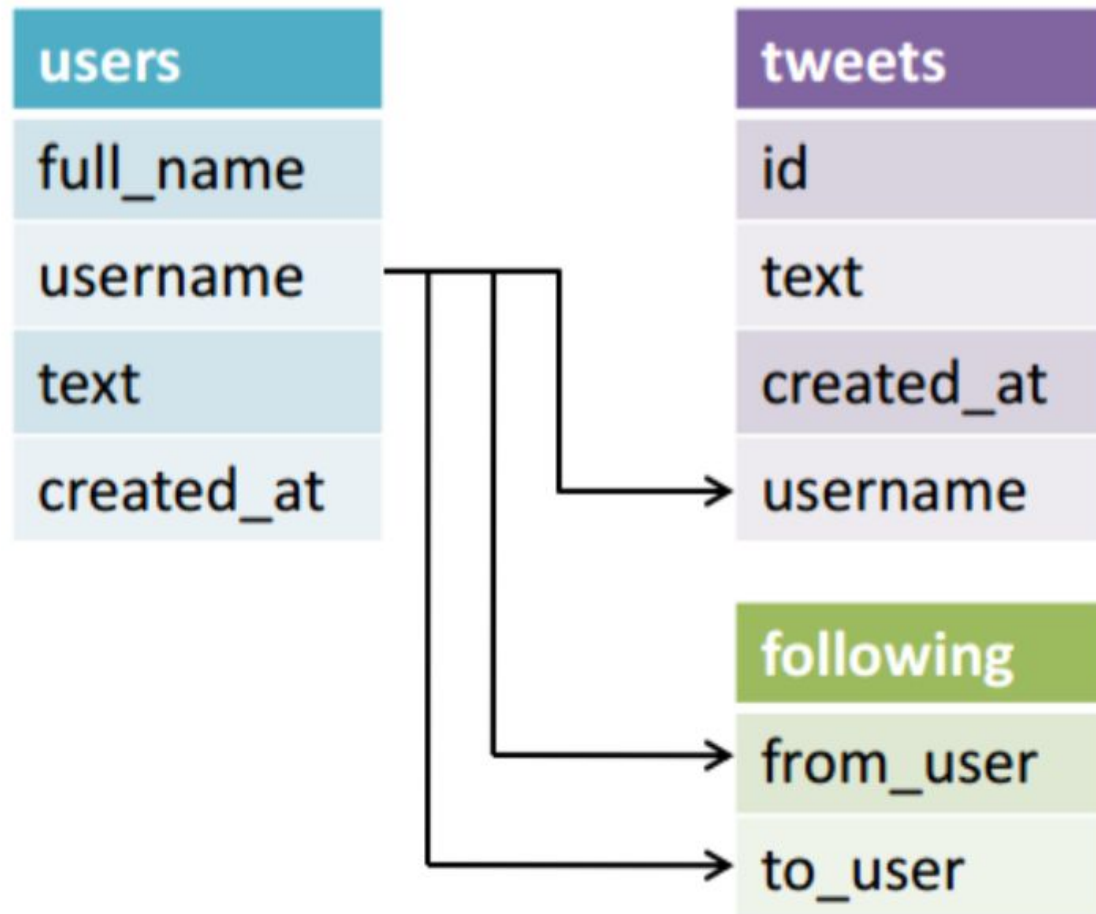 users
full_name
username
text
created_at
tweets
id
text
created_at
username
following
from_user
to_user